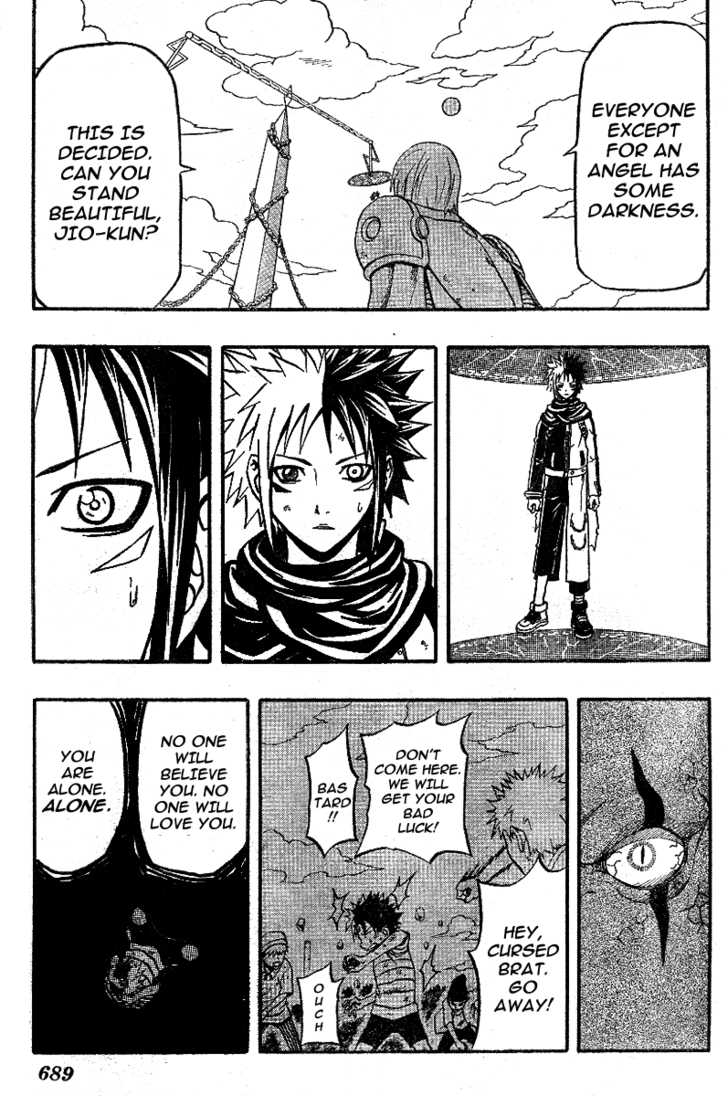 EVERYONE
EXCEPT
FOR AN
ANGEL HAS
SOME
DARKNESS.
THIS IS
DECIDED.
CAN YOU
STAND
BEAUTIFUL,
JIO-KUN?
HEY,
CURSED
BRAT.
GO
AWAY!
DON'T
COME HERE.
WE WILL
GET YOUR
BAD
LUCK!
BAS
TARD
!!
OUCH
NO ONE
WILL
BELIEVE
YOU. NO
ONE WILL
LOVE YOU.
YOU
ARE
ALONE.
ALONE.
689